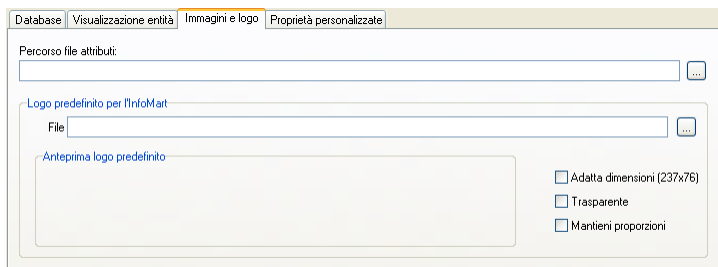 Database Visualizzazione entità Immagini e logo Proprietà personalizzate
Percorso file attributi:
...
Logo predefinito per l'InfoMart
File ...
Anteprima logo predefinito
Adatta dimensioni (237x76)
Trasparente
Mantieni proporzioni